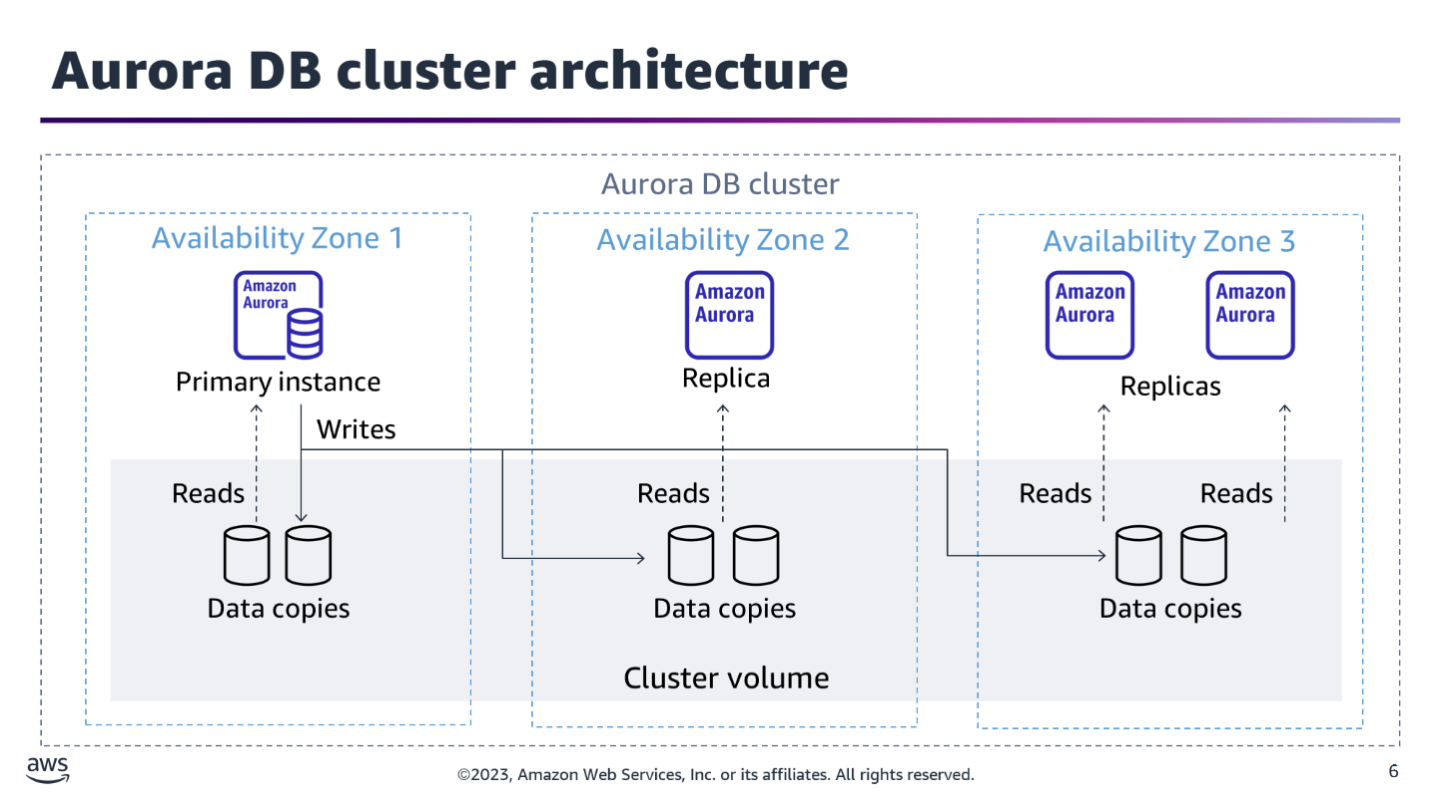 Aurora DB cluster architecture
Aurora DB cluster
Availability Zone 1
Availability Zone 2
Availability Zone 3
Amazon
Aurora
Amazon
Aurora
Amazon
Aurora
Amazon
Aurora
Primary instance
Replica
Replicas
Writes
Reads
Reads
Reads
Reads
Data copies
Data copies
Data copies
Cluster volume
aws
©2023, Amazon Web Services, Inc. or its affiliates. All rights reserved.
6